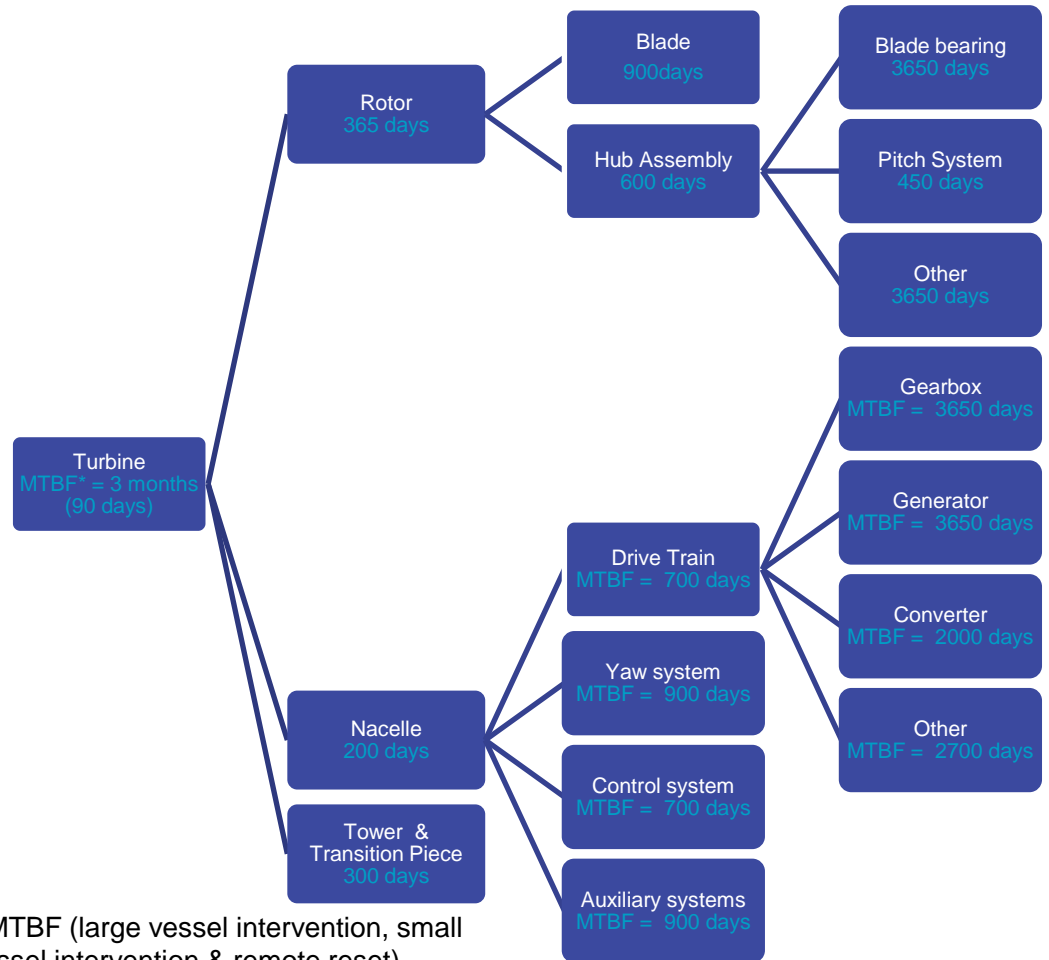 Blade
900days
Blade bearing
3650 days
Rotor
365 days
Hub Assembly
600 days
Pitch System
450 days
Other
3650 days
Gearbox
MTBF = 3650 days
Turbine
MTBF* = 3 months
(90 days)
Generator
MTBF = 3650 days
Drive Train
MTBF = 700 days
Converter
MTBF = 2000 days
Yaw system
MTBF = 900 days
Nacelle
200 days
Other
MTBF = 2700 days
Control system
MTBF = 700 days
Tower &
Transition Piece
300 days
Auxiliary systems
MTBF = 900 days
MTBF (large vessel intervention, small
intervention & remote reset)